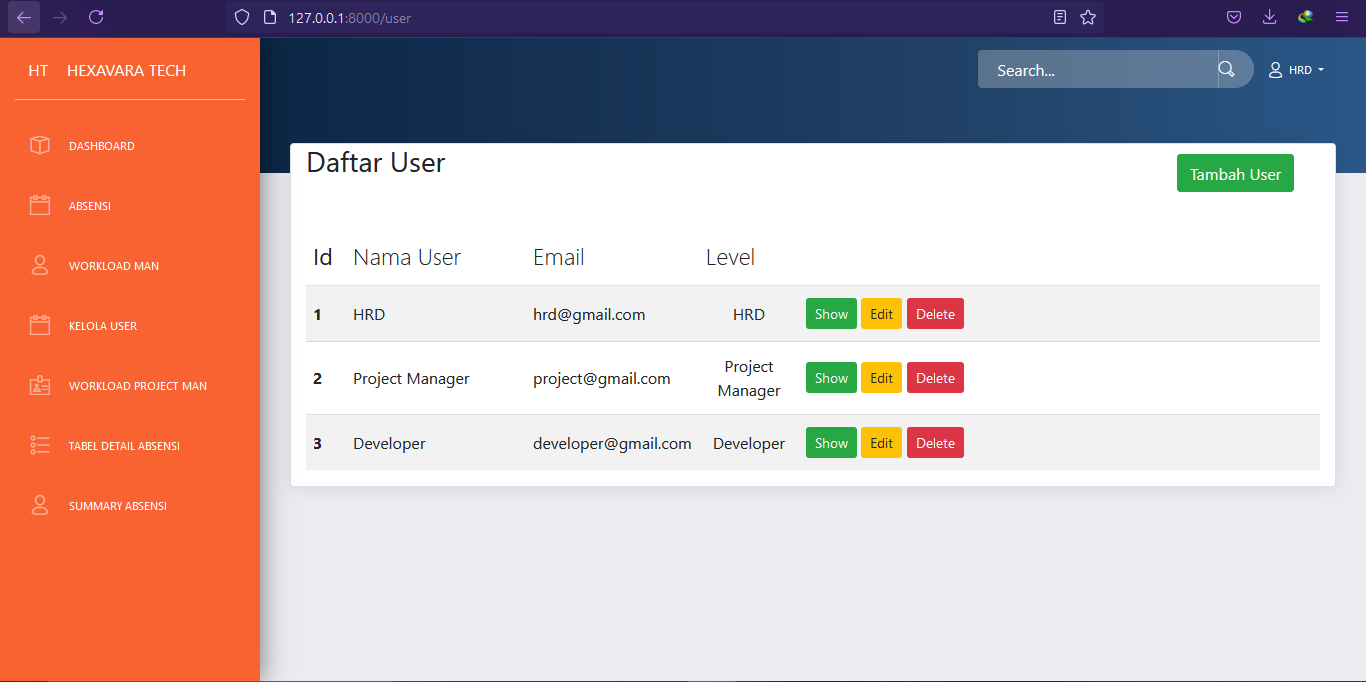 127.0.0.1:8000/user
HT HEXAVARA TECH
Search...
HRD
DASHBOARD
ABSENSI
WORKLOAD MAN
KELOLA USER
WORKLOAD PROJECT MAN
TABEL DETAIL ABSENSI
SUMMARY ABSENSI
Daftar User
Tambah User
Id Nama User Email Level
1 HRD hrd@gmail.com HRD Show Edit Delete
2 Project Manager project@gmail.com Project Manager Show Edit Delete
3 Developer developer@gmail.com Developer Show Edit Delete